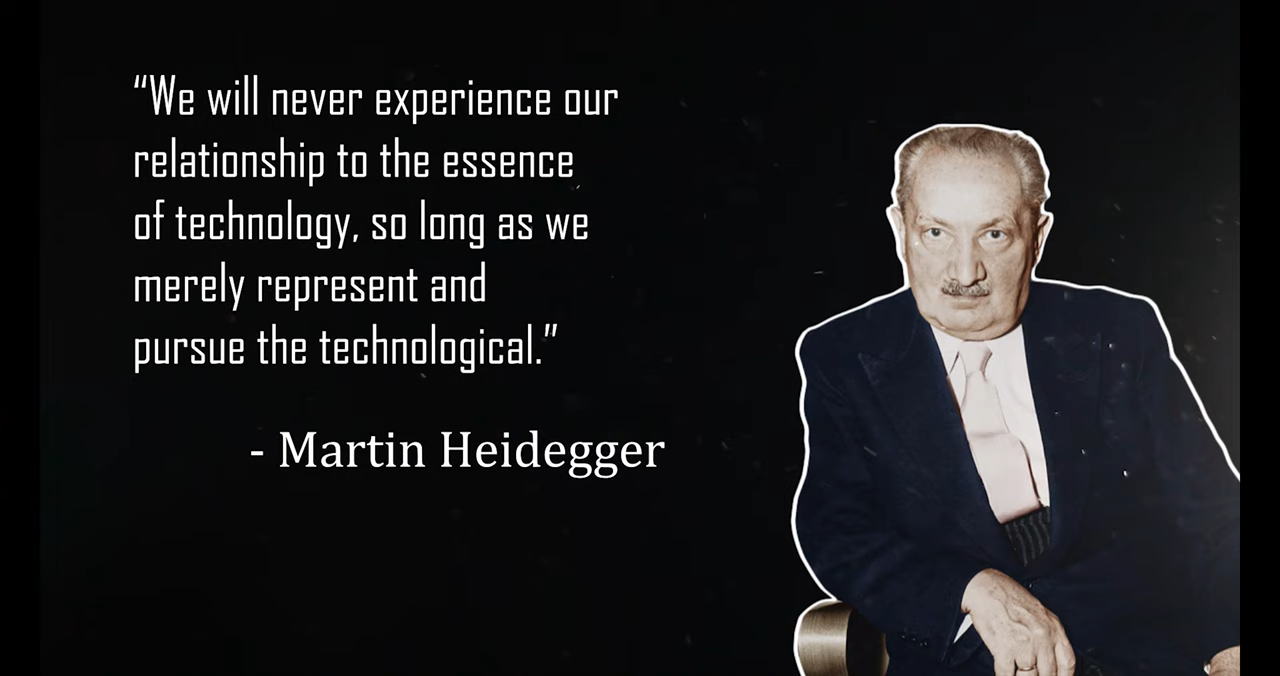 “We will never experience our
relationship to the essence
of technology, so long as we
merely represent and
pursue the technological.”
- Martin Heidegger